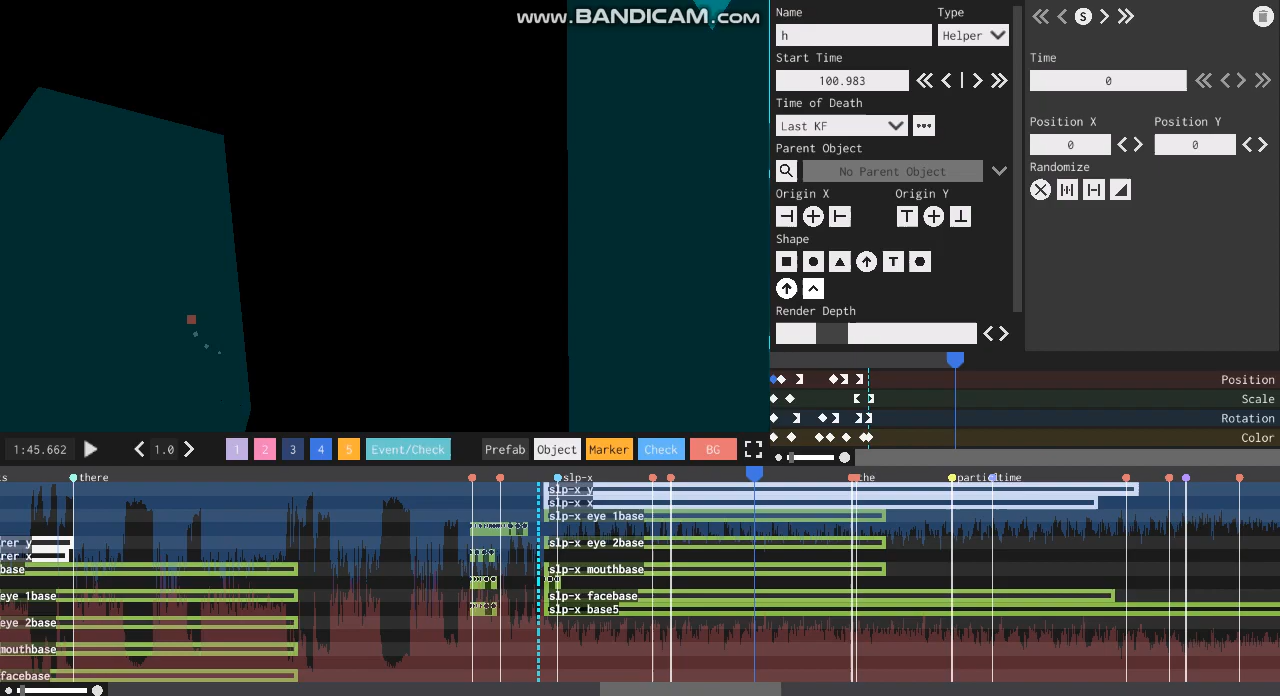 www.BANDICAM.com
Name Type
h Helper
Start Time
100.983
Time of Death
Last KF
Parent Object
No Parent Object
Origin X Origin Y
Shape
Render Depth
S
Time
0
Position X Position Y
0 0
Randomize
Position
Scale
Rotation
Color
1:45.662 1.0 1 2 3 4 5 Event/Check Prefab Object Marker Check BG
s there slp-x the time
slp-x y
slp-x x
slp-x eye 1base
rer y slp-x eye 2base
rer x
base slp-x mouthbase
eye 1base slp-x facebase
slp-x base5
eye 2base
mouthbase
facebase